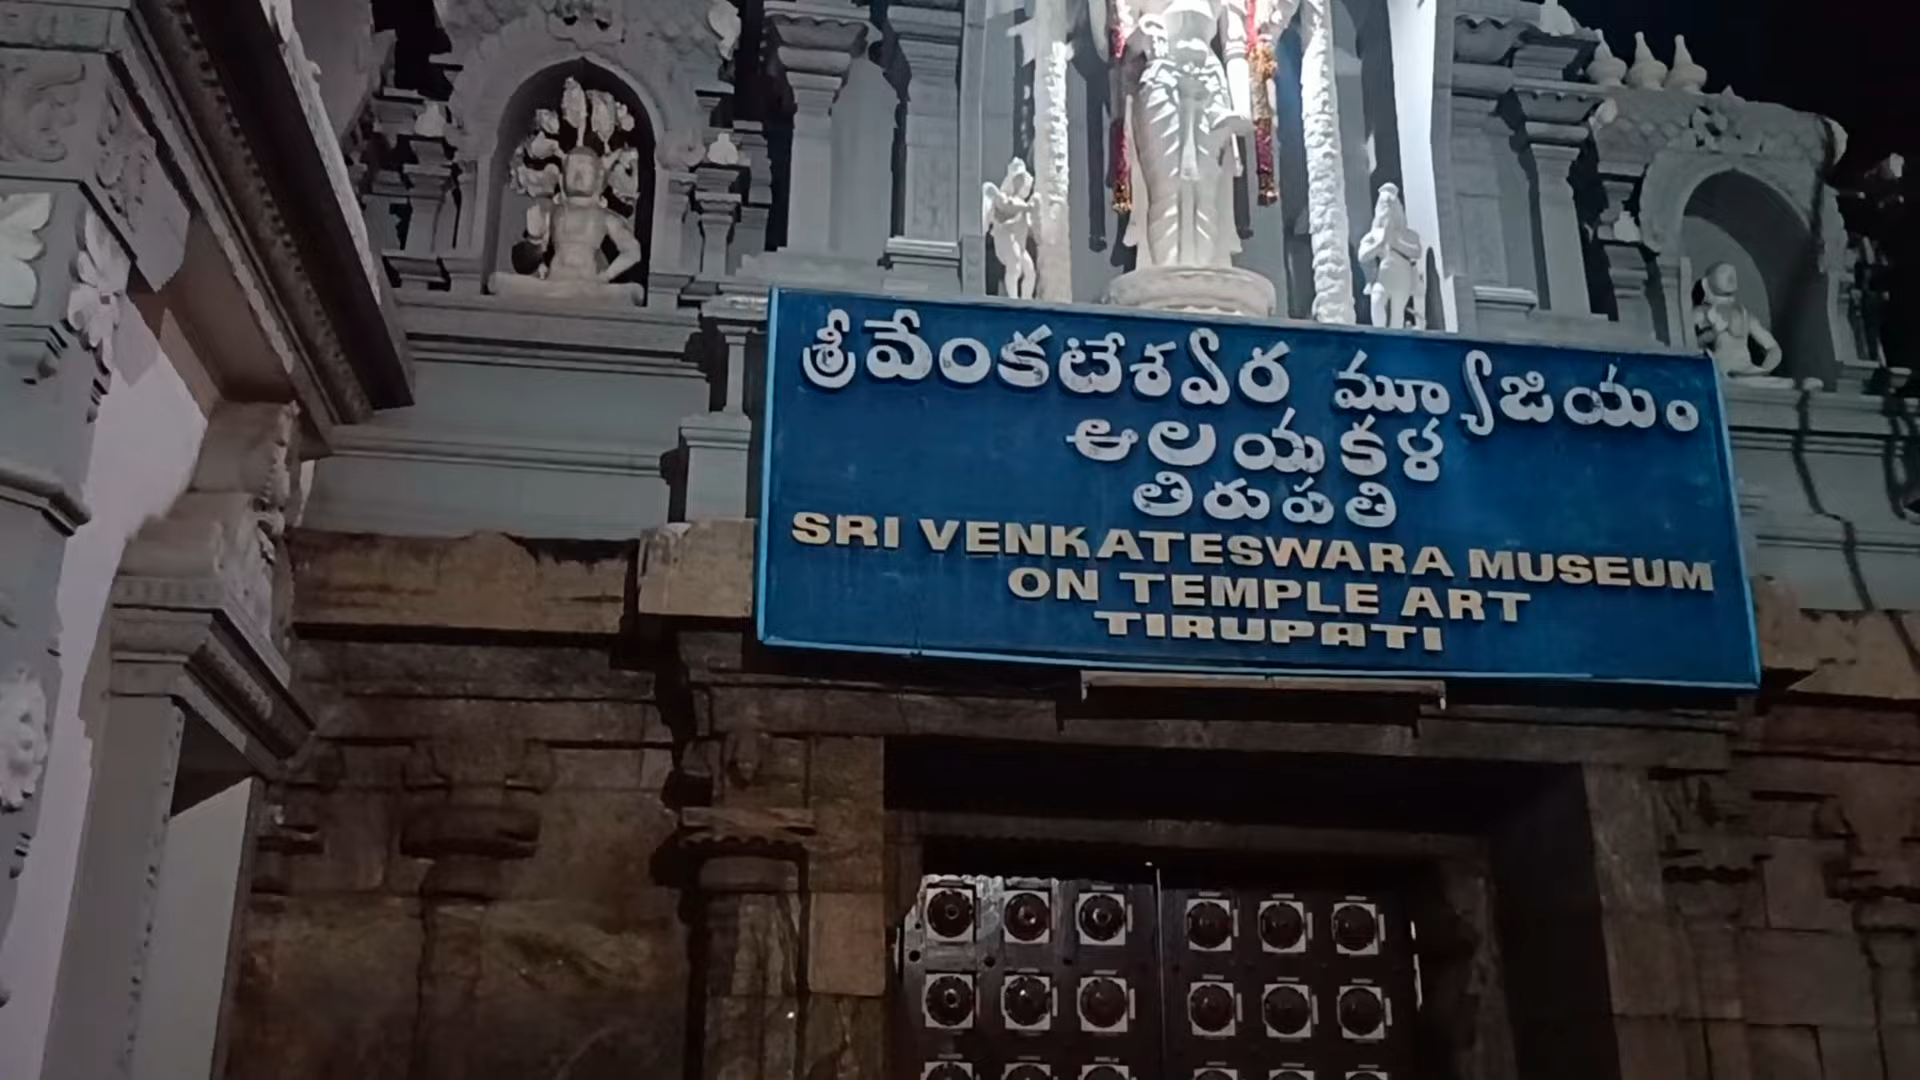 శ్రీ వేంకటేశ్వర మ్యూజియం
ఆలయకళ
తిరుపతి
SRI VENKATESWARA MUSEUM
ON TEMPLE ART
TIRUPATI